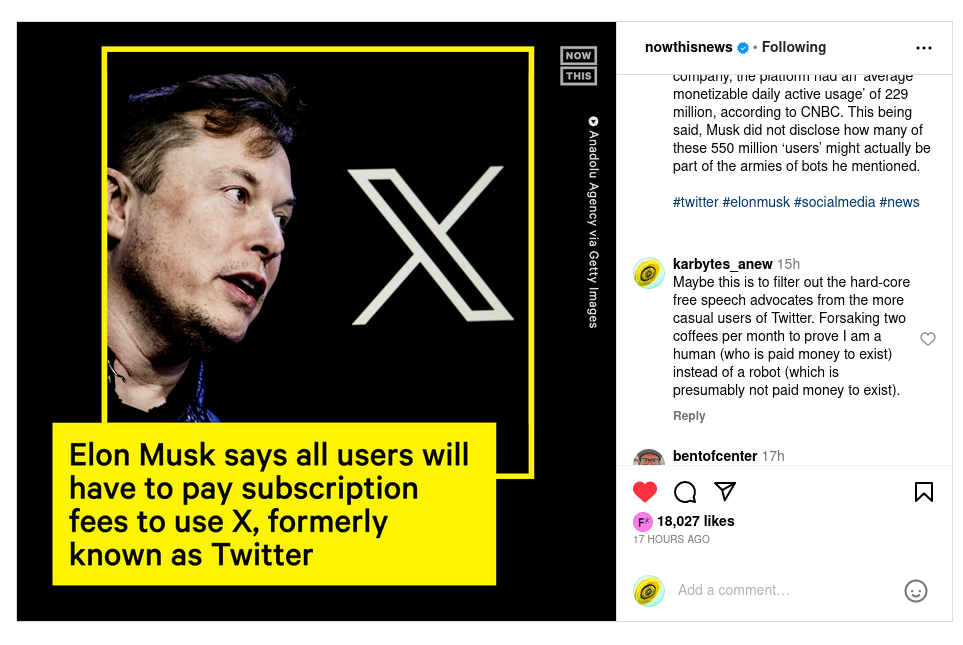 NOW
THIS
Anadolu Agency via Getty Images
X
Elon Musk says all users will
have to pay subscription
fees to use X, formerly
known as Twitter
nowthisnews • Following
company, the platform had an ‘average
monetizable daily active usage’ of 229
million, according to CNBC. This being
said, Musk did not disclose how many of
these 550 million ‘users’ might actually be
part of the armies of bots he mentioned.
#twitter #elonmusk #socialmedia #news
karbytes_anew 15h
Maybe this is to filter out the hard-core
free speech advocates from the more
casual users of Twitter. Forsaking two
coffees per month to prove I am a
human (who is paid money to exist)
instead of a robot (which is
presumably not paid money to exist).
Reply
bentofcenter 17h
18,027 likes
17 HOURS AGO
Add a comment…